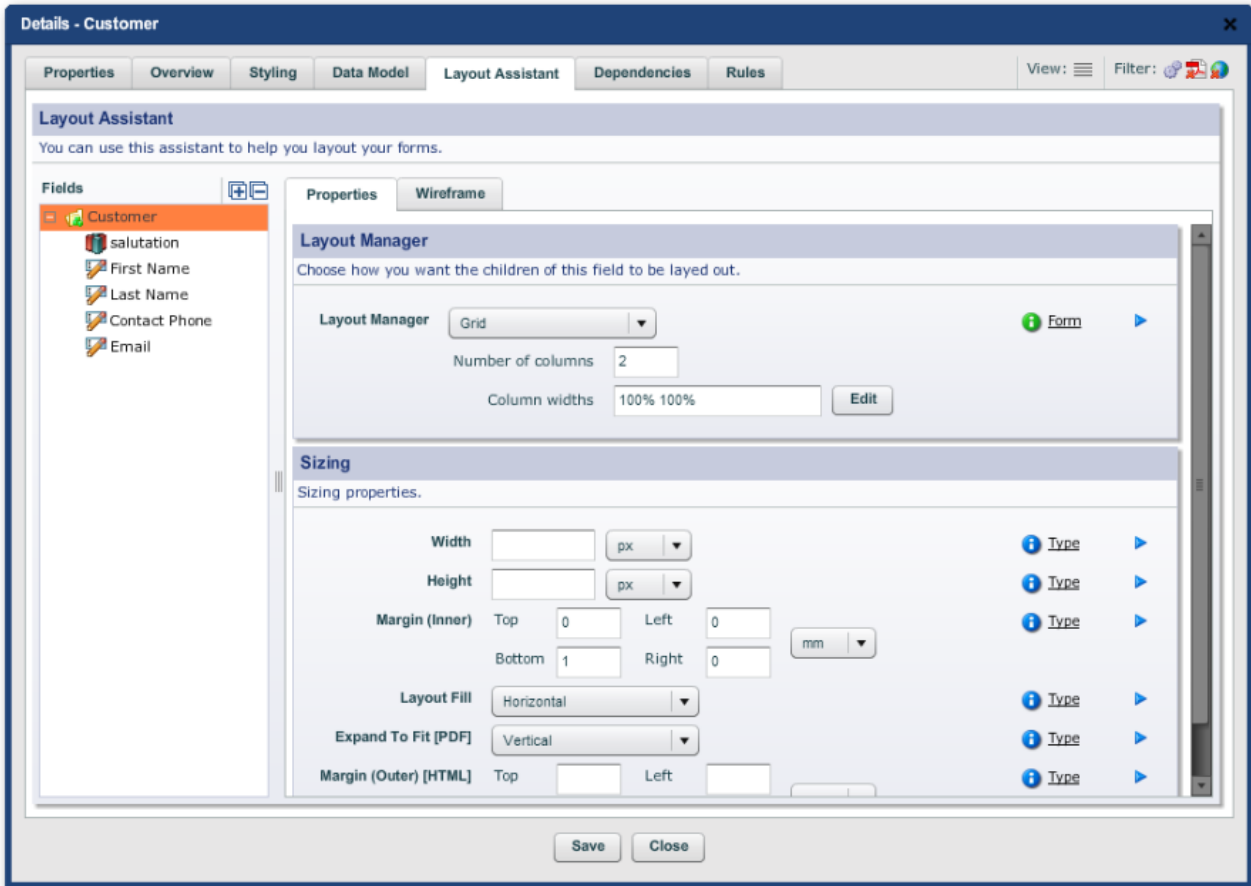 Details - Customer
Properties Overview Styling Data Model Layout Assistant Dependencies Rules View: Filter:
Layout Assistant
You can use this assistant to help you layout your forms.
Fields
Customer
salutation
First Name
Last Name
Contact Phone
Email
Properties Wireframe
Layout Manager
Choose how you want the children of this field to be layed out.
Layout Manager Grid Form
Number of columns 2
Column widths 100% 100% Edit
Sizing
Sizing properties.
Width px Type
Height px Type
Margin (Inner) Top 0 Left 0 mm Type
Bottom 1 Right 0
Layout Fill Horizontal Type
Expand To Fit [PDF] Vertical Type
Margin (Outer) [HTML] Top Left Type
Save Close